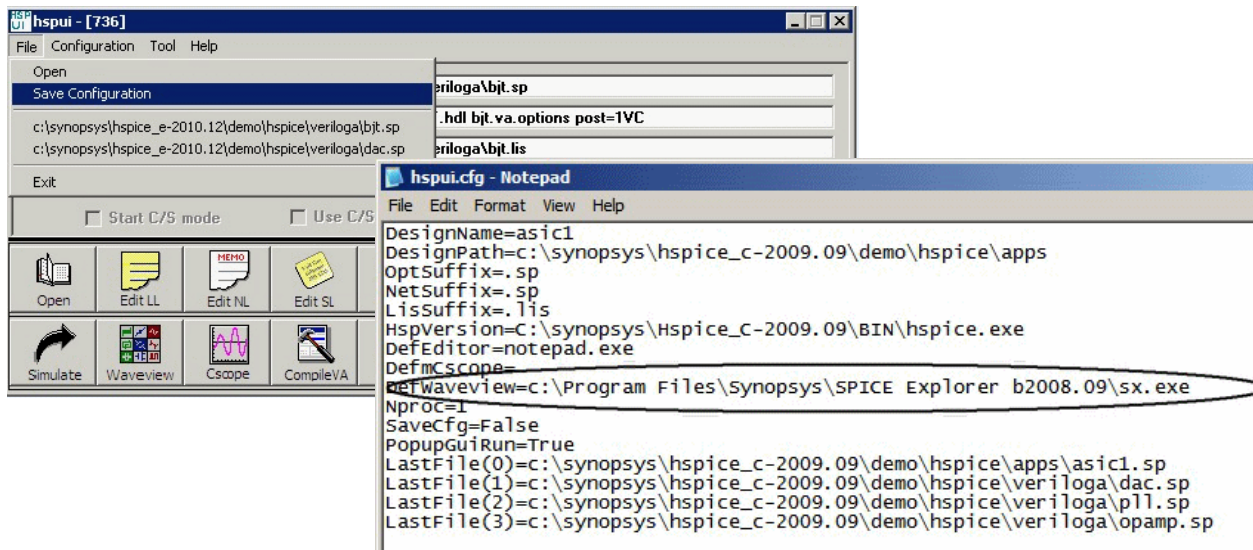 HSP UI hspui - [736]
File Configuration Tool Help
Open
Save Configuration
c:\synopsys\hspice_e-2010.12\demo\hspice\veriloga\bjt.sp
c:\synopsys\hspice_e-2010.12\demo\hspice\veriloga\dac.sp
Exit
eriloga\bjt.sp
.hdl bjt.va.options post=1VC
eriloga\bjt.lis
Start C/S mode Use C/S
MEMO
Open Edit LL Edit NL Edit SL
Simulate Waveview Cscope CompileVA
hspui.cfg - Notepad
File Edit Format View Help
DesignName=asic1
DesignPath=c:\synopsys\hspice_c-2009.09\demo\hspice\apps
OptSuffix=.sp
NetSuffix=.sp
LisSuffix=.lis
HspVersion=C:\synopsys\Hspice_C-2009.09\BIN\hspice.exe
DefEditor=notepad.exe
DefmCscope=
DefWaveview=c:\Program Files\Synopsys\SPICE Explorer b2008.09\sx.exe
Nproc=1
SaveCfg=False
PopupGuiRun=True
LastFile(0)=c:\synopsys\hspice_c-2009.09\demo\hspice\apps\asic1.sp
LastFile(1)=c:\synopsys\hspice_c-2009.09\demo\hspice\veriloga\dac.sp
LastFile(2)=c:\synopsys\hspice_c-2009.09\demo\hspice\veriloga\pll.sp
LastFile(3)=c:\synopsys\hspice_c-2009.09\demo\hspice\veriloga\opamp.sp